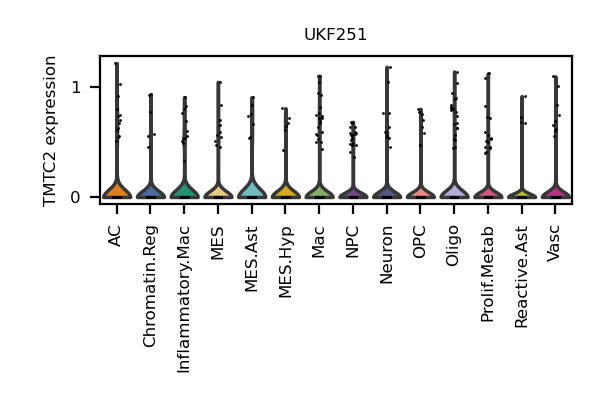 UKF251
TMTC2 expression
1
0
AC
Chromatin.Reg
Inflammatory.Mac
MES
MES.Ast
MES.Hyp
Mac
NPC
Neuron
OPC
Oligo
Prolif.Metab
Reactive.Ast
Vasc